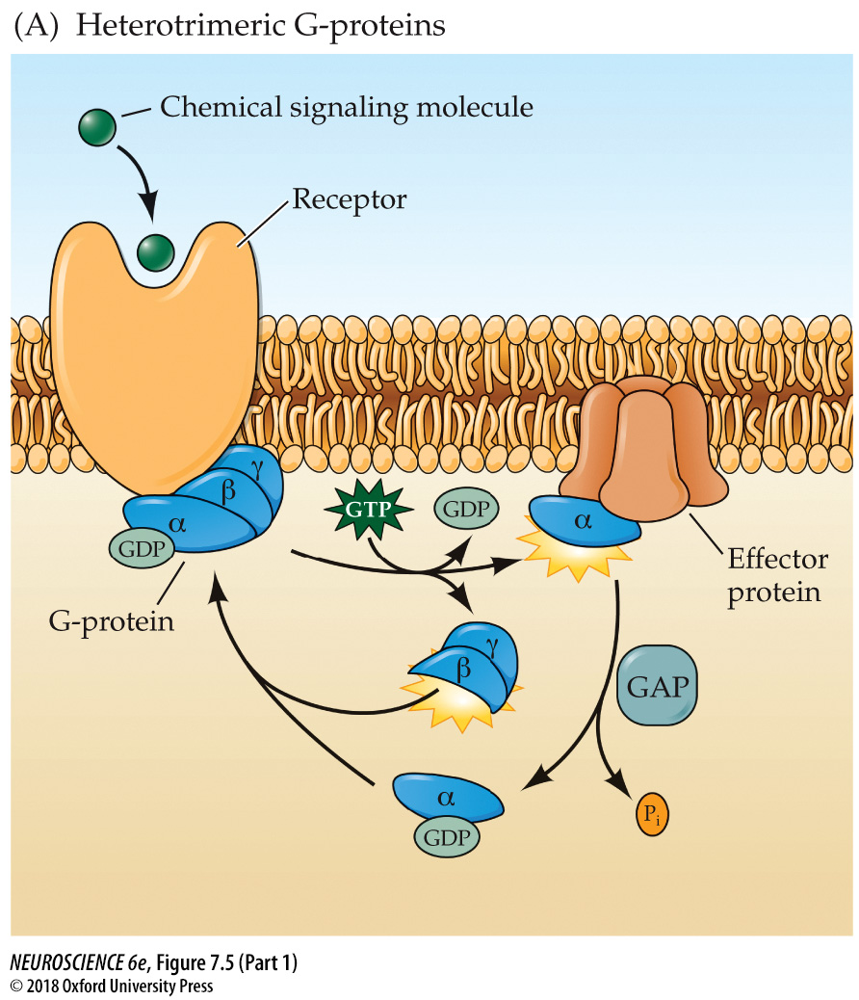 (A) Heterotrimeric G-proteins
Chemical signaling molecule
Receptor
γ
β
α
GDP
G-protein
GTP
GDP
α
Effector
protein
γ
β
GAP
α
GDP
Pi
NEUROSCIENCE 6e, Figure 7.5 (Part 1)
© 2018 Oxford University Press